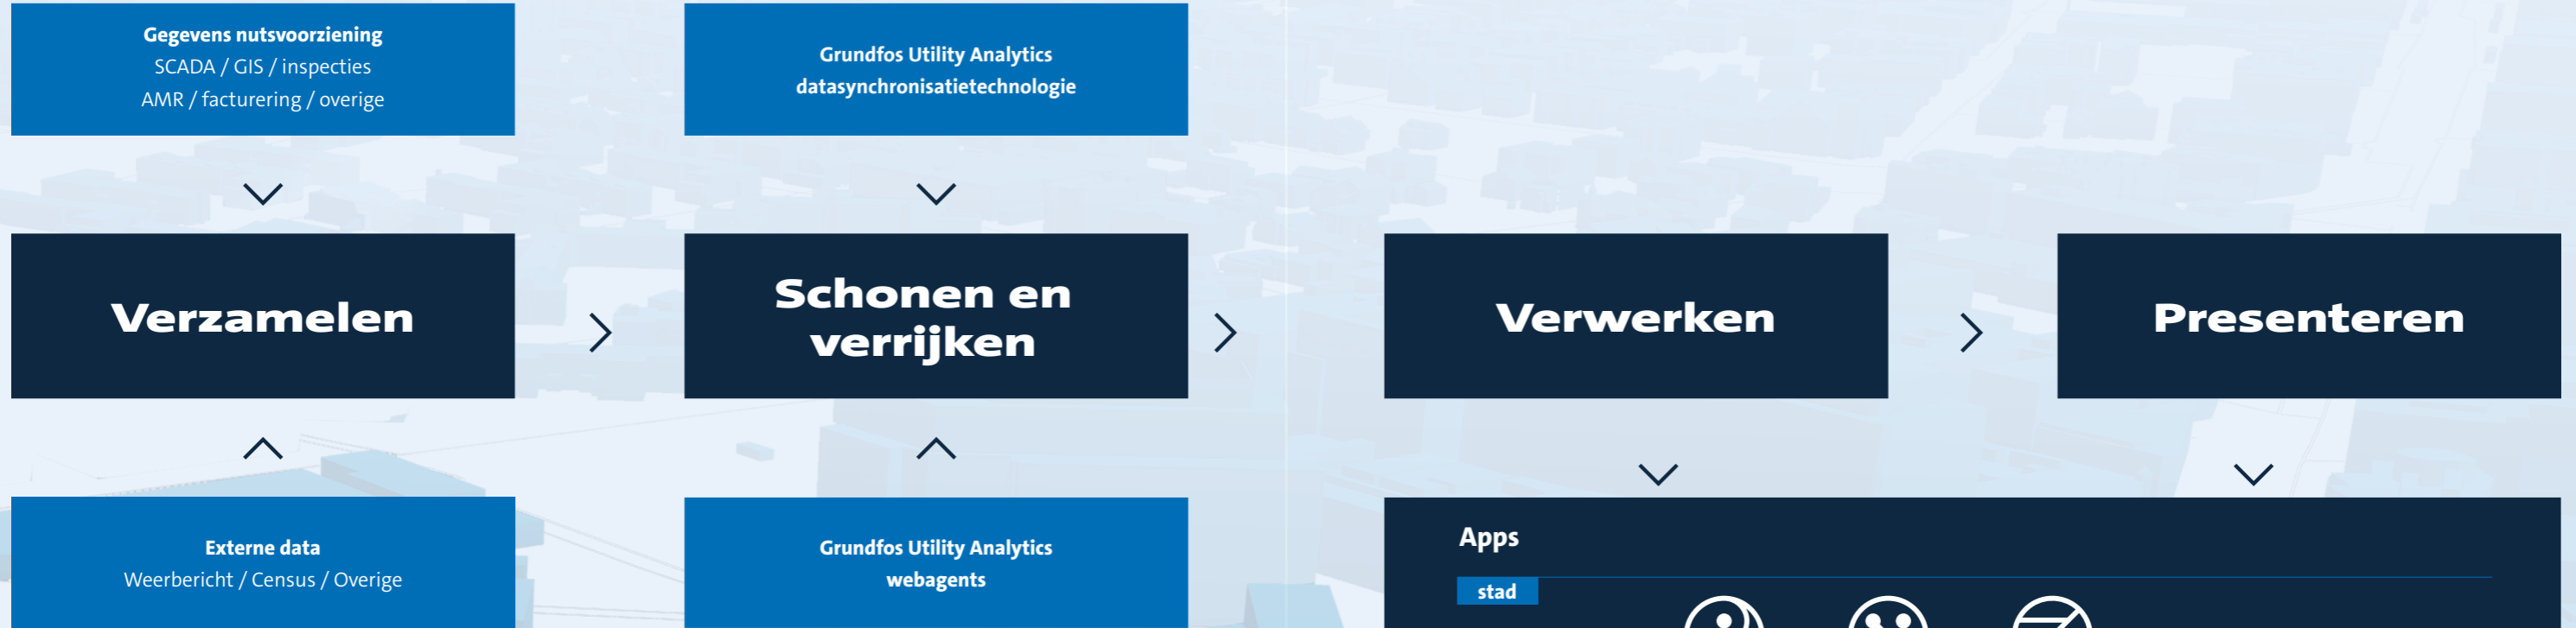 Gegevens nutsvoorziening
SCADA / GIS / inspecties
AMR / facturering / overige
Grundfos Utility Analytics
datasynchronisatietechnologie
Verzamelen
Schonen en
verrijken
Verwerken
Presenteren
Externe data
Weerbericht / Census / Overige
Grundfos Utility Analytics
webagents
Apps
stad